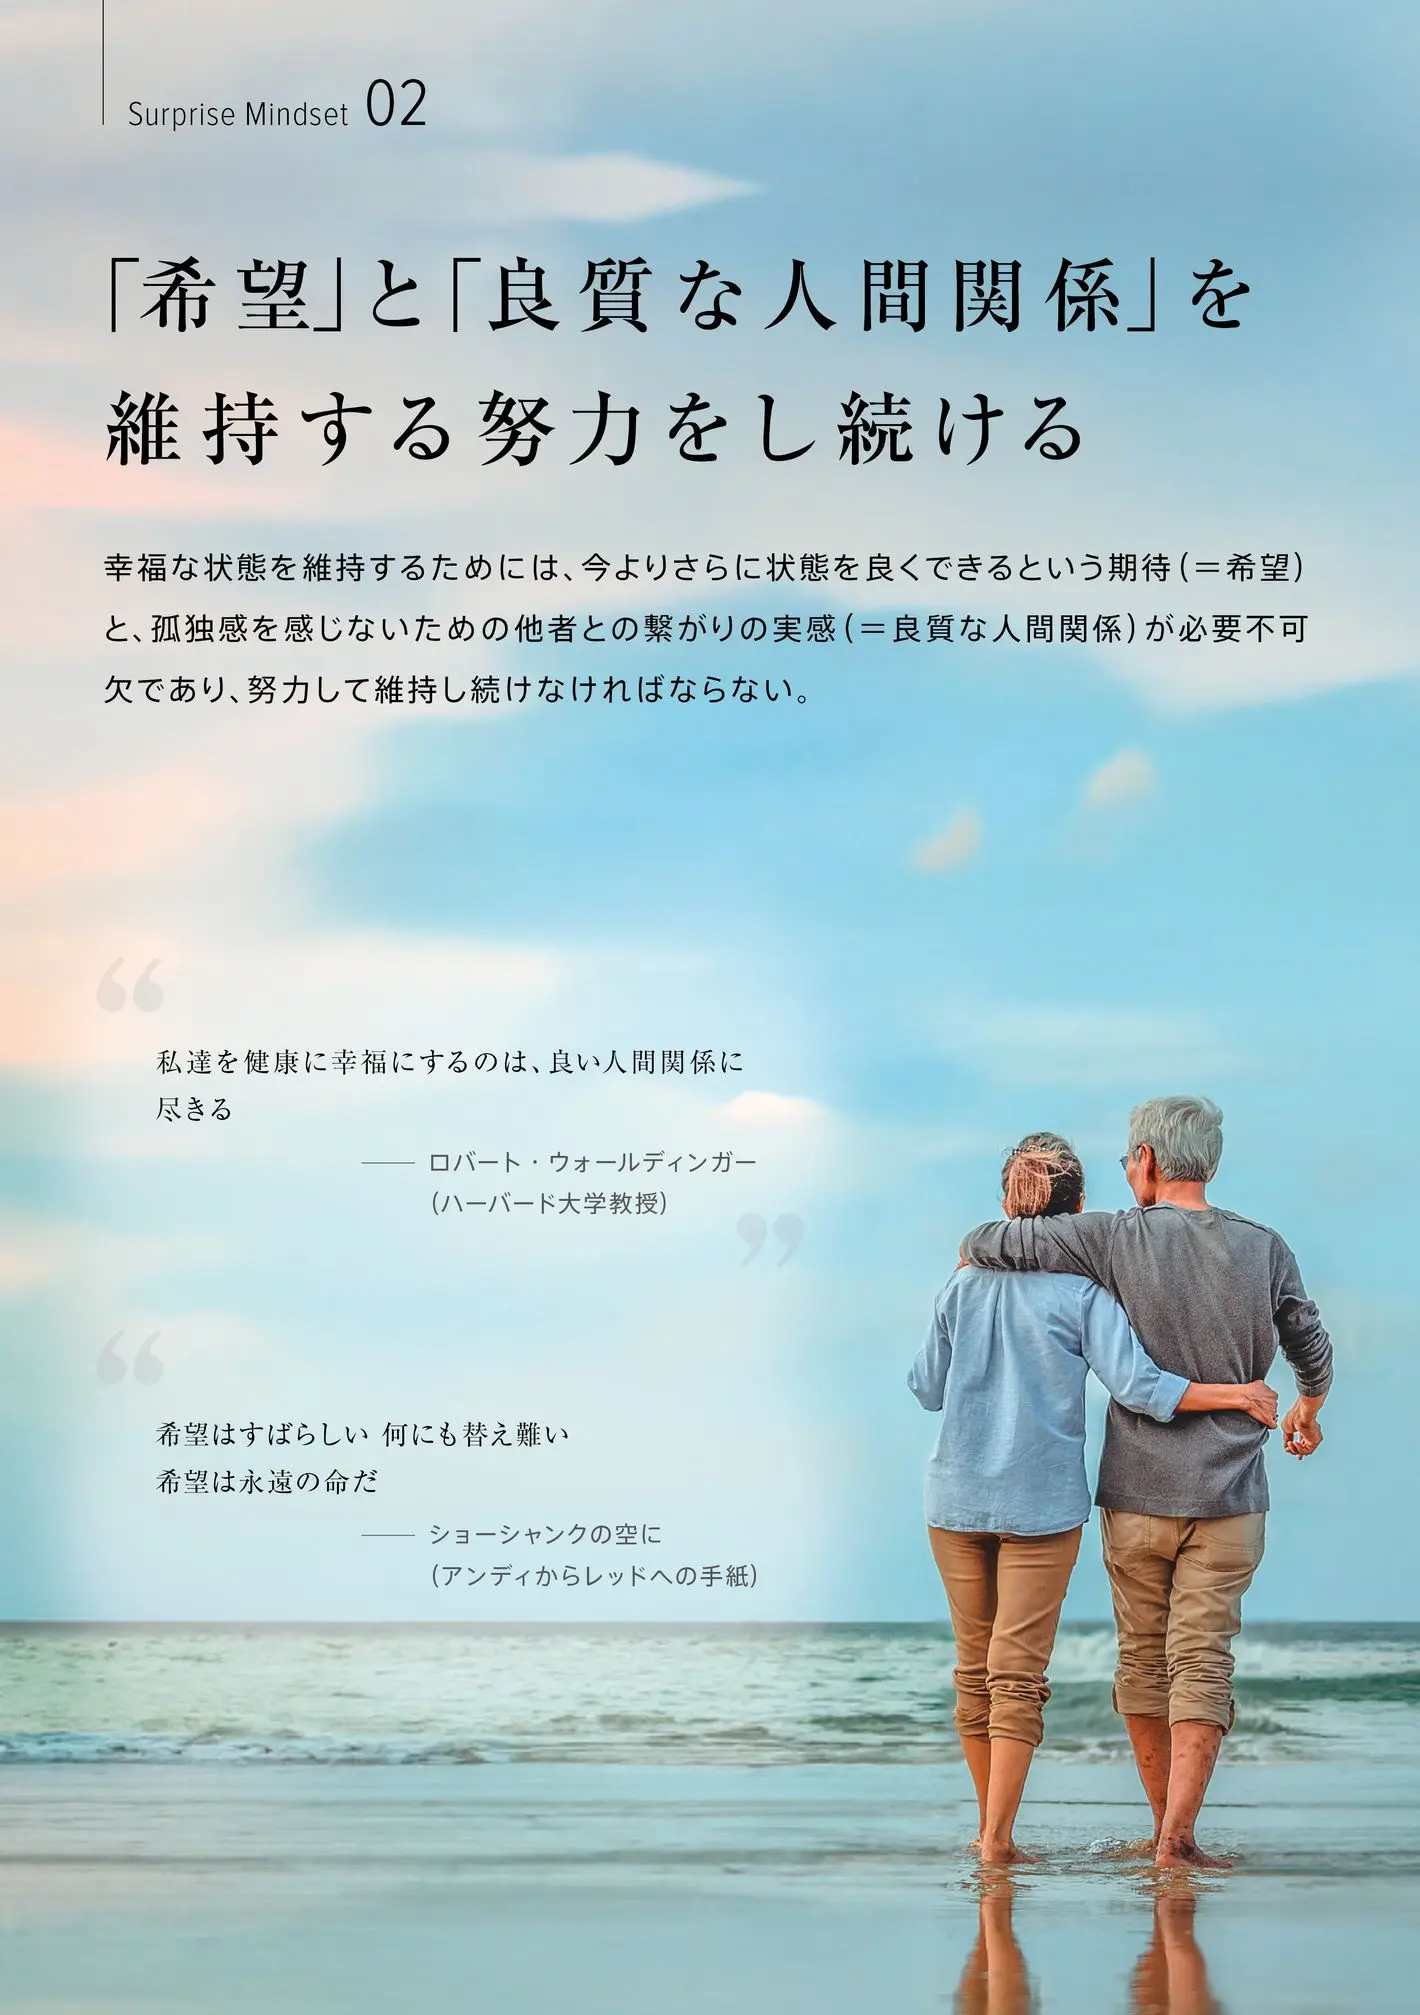 Surprise Mindset 02
「希望」と「良質な人間関係」を
維持する努力をし続ける
幸福な状態を維持するためには、今よりさらに状態を良くできるという期待(＝希望)
と、孤独感を感じないための他者との繋がりの実感(＝良質な人間関係)が必要不可
欠であり、努力して維持し続けなければならない。
“
私達を健康に幸福にするのは、良い人間関係に
尽きる
―― ロバート・ウォールディンガー
(ハーバード大学教授)
”
“
希望はすばらしい 何にも替え難い
希望は永遠の命だ
―― ショーシャンクの空に
(アンディからレッドへの手紙)